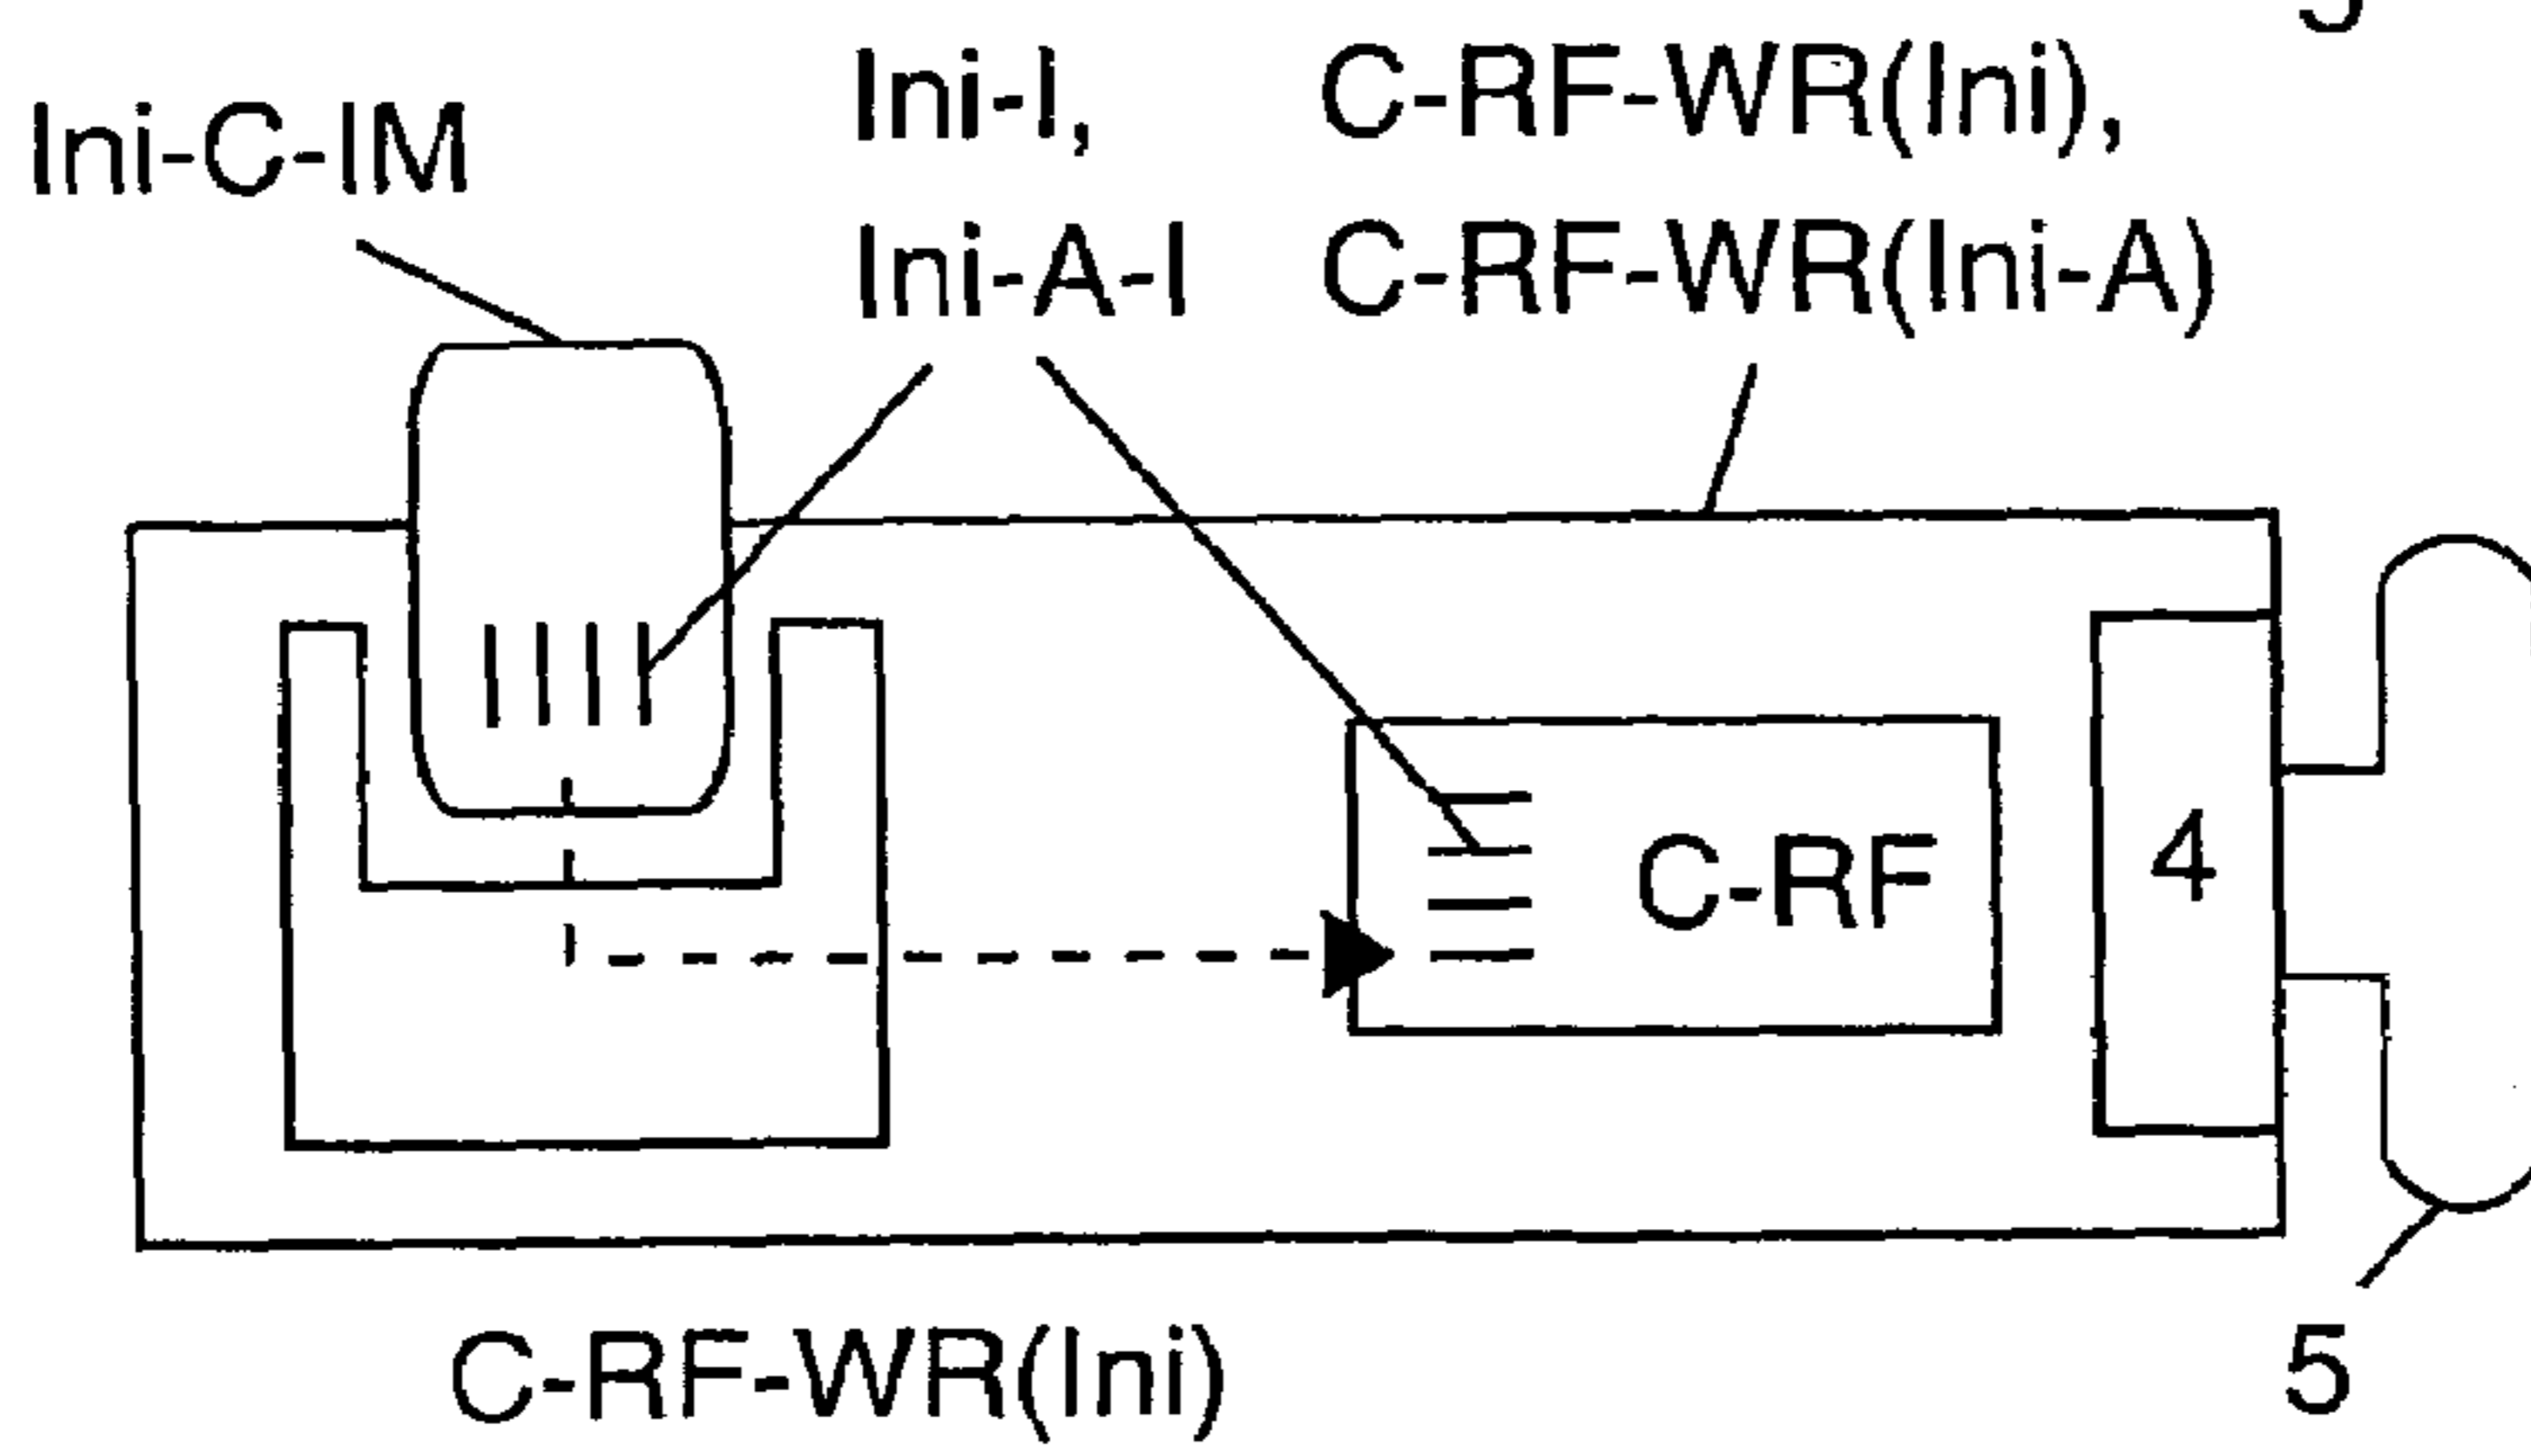 Ini-C-IM
Ini-I,
Ini-A-I
C-RF-WR(Ini),
C-RF-WR(Ini-A)
C-RF
4
5
C-RF-WR(Ini)